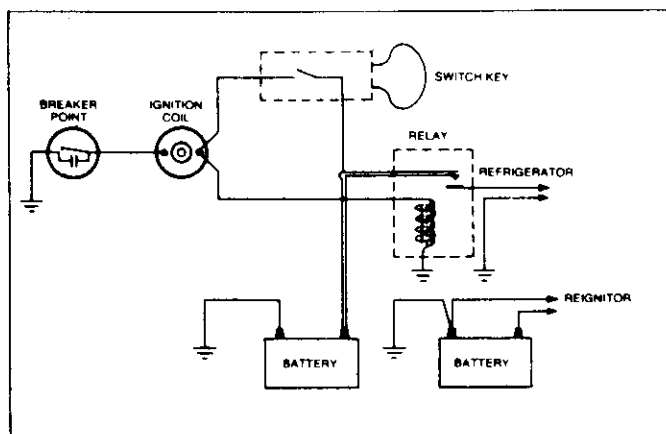 SWITCH KEY
BREAKER
POINT
IGNITION
COIL
RELAY
REFRIGERATOR
REIGNITOR
BATTERY
BATTERY